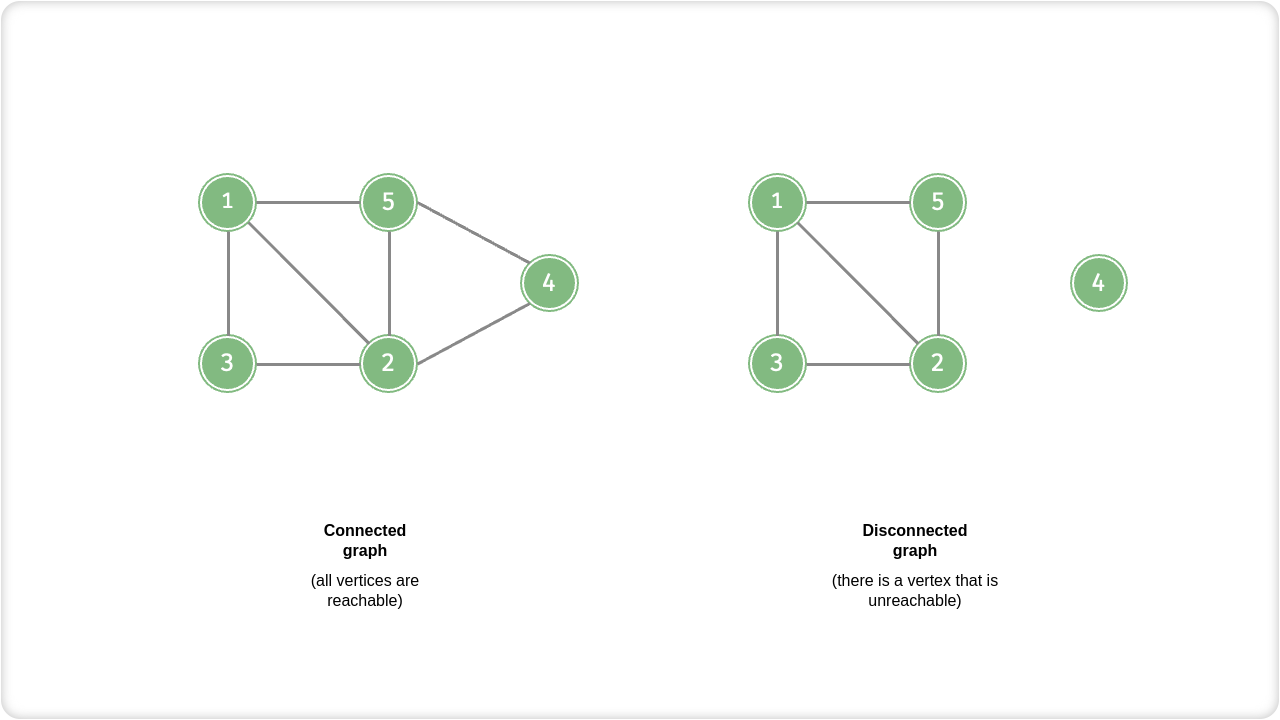 1
5
4
3
2
1
5
4
3
2
Connected
graph
(all vertices are
reachable)
Disconnected
graph
(there is a vertex that is
unreachable)